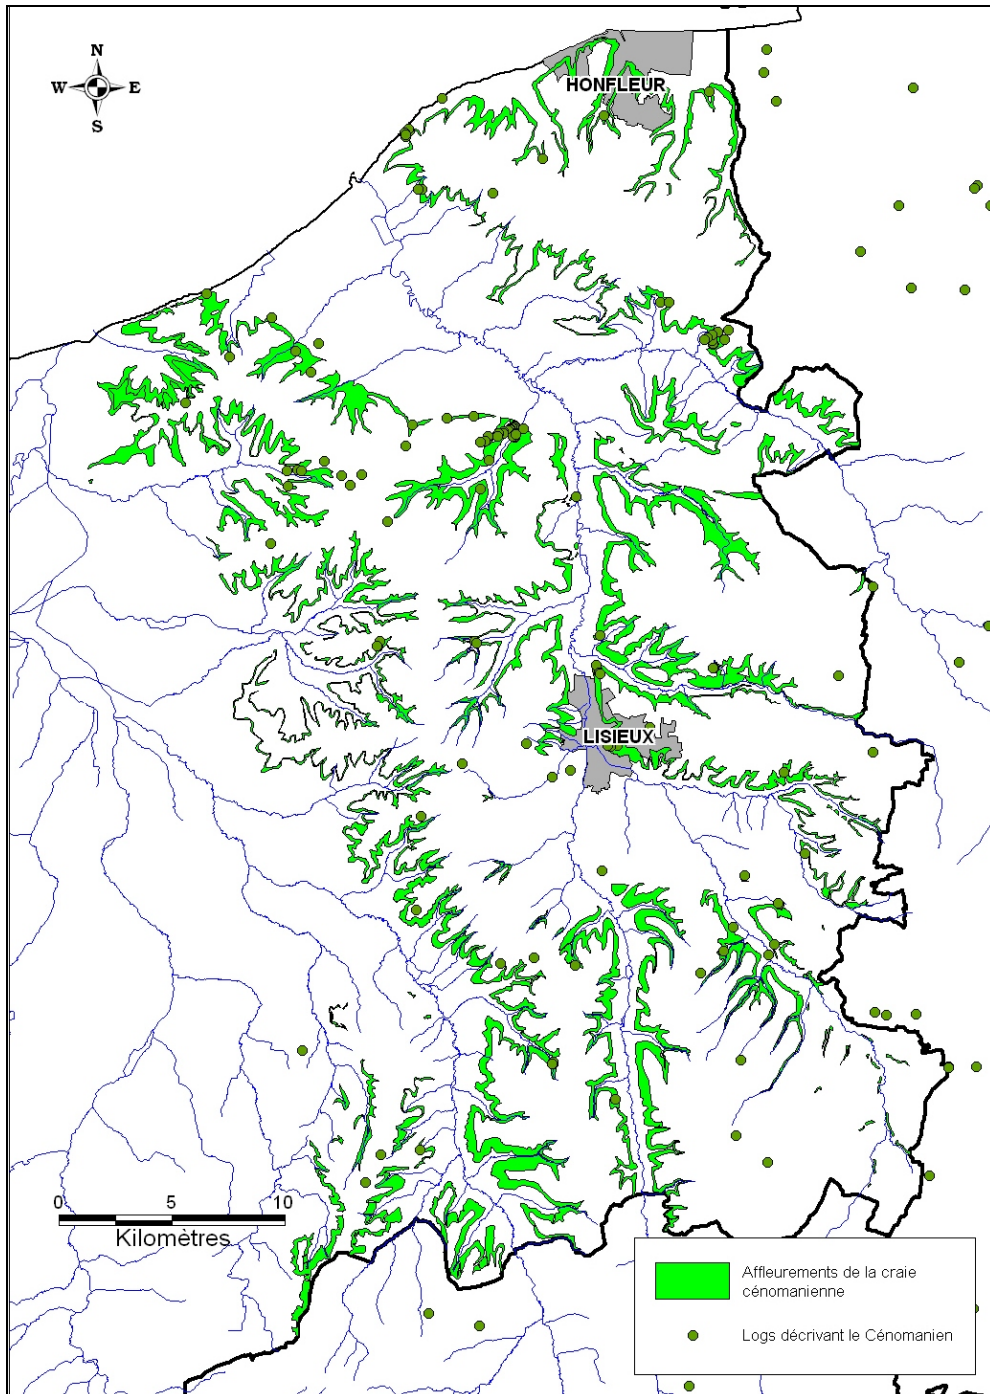 N
W E
S
HONFLEUR
LISIEUX
0 5 10
Kilomètres
Affleurements de la craie
cénomanienne
Logs décrivant le Cénomanien